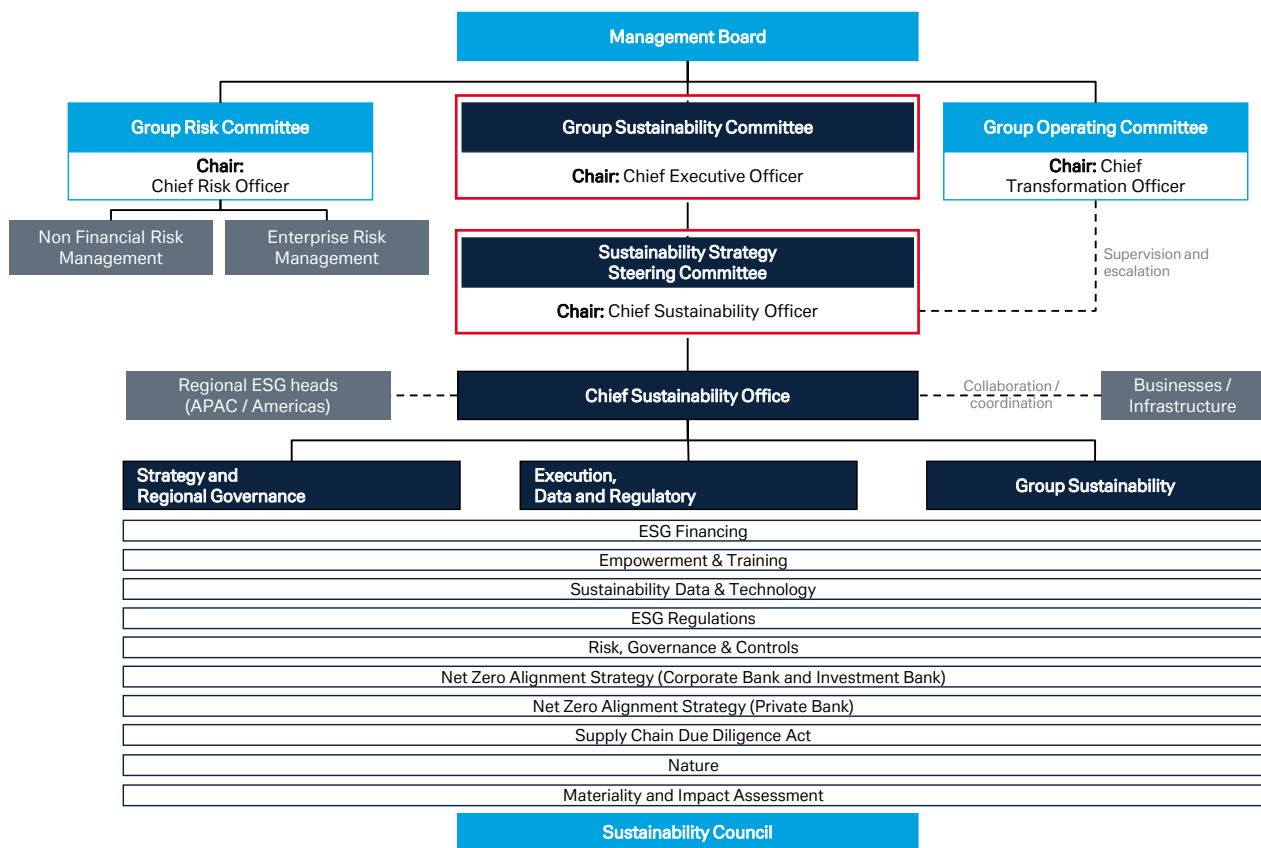 Management Board
Group Risk Committee
Chair:
Chief Risk Officer
Group Sustainability Committee
Chair: Chief Executive Officer
Group Operating Committee
Chair: Chief
Transformation Officer
Non Financial Risk
Management
Enterprise Risk
Management
Sustainability Strategy
Steering Committee
Chair: Chief Sustainability Officer
Supervision and
escalation
Regional ESG heads
(APAC / Americas)
Chief Sustainability Office
Collaboration /
coordination
Businesses /
Infrastructure
Strategy and
Regional Governance
Execution,
Data and Regulatory
Group Sustainability
ESG Financing
Empowerment & Training
Sustainability Data & Technology
ESG Regulations
Risk, Governance & Controls
Net Zero Alignment Strategy (Corporate Bank and Investment Bank)
Net Zero Alignment Strategy (Private Bank)
Supply Chain Due Diligence Act
Nature
Materiality and Impact Assessment
Sustainability Council